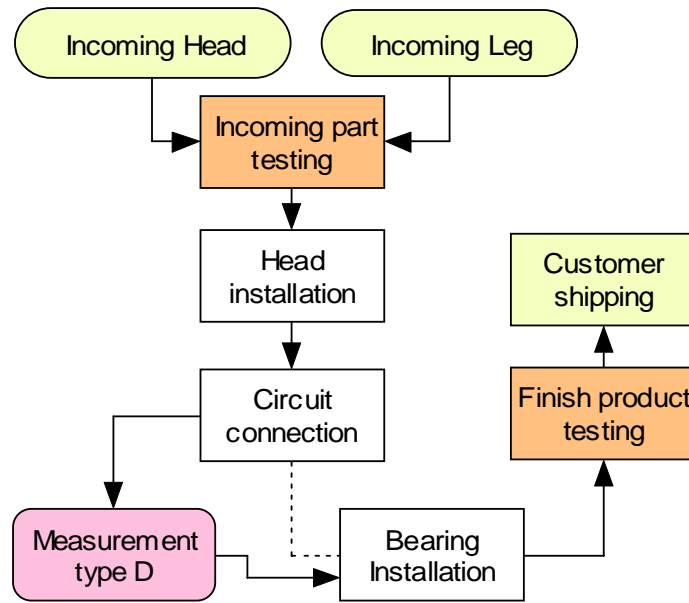 Incoming Head
Incoming Leg
Incoming part
testing
Head
installation
Customer
shipping
Circuit
connection
Finish product
testing
Measurement
type D
Bearing
Installation